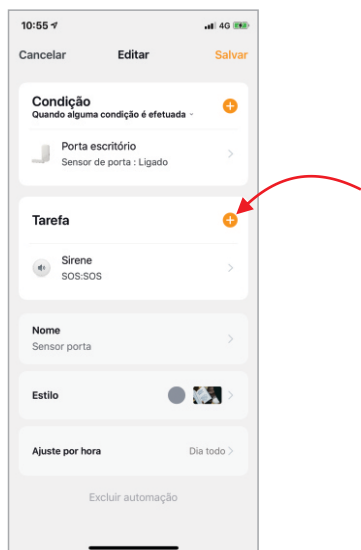 10:55 4G
Cancelar Editar Salvar
Condição
Quando alguma condição é efetuada
Porta escritório
Sensor de porta : Ligado
Tarefa
Sirene
SOS:SOS
Nome
Sensor porta
Estilo
Ajuste por hora Dia todo
Excluir automação